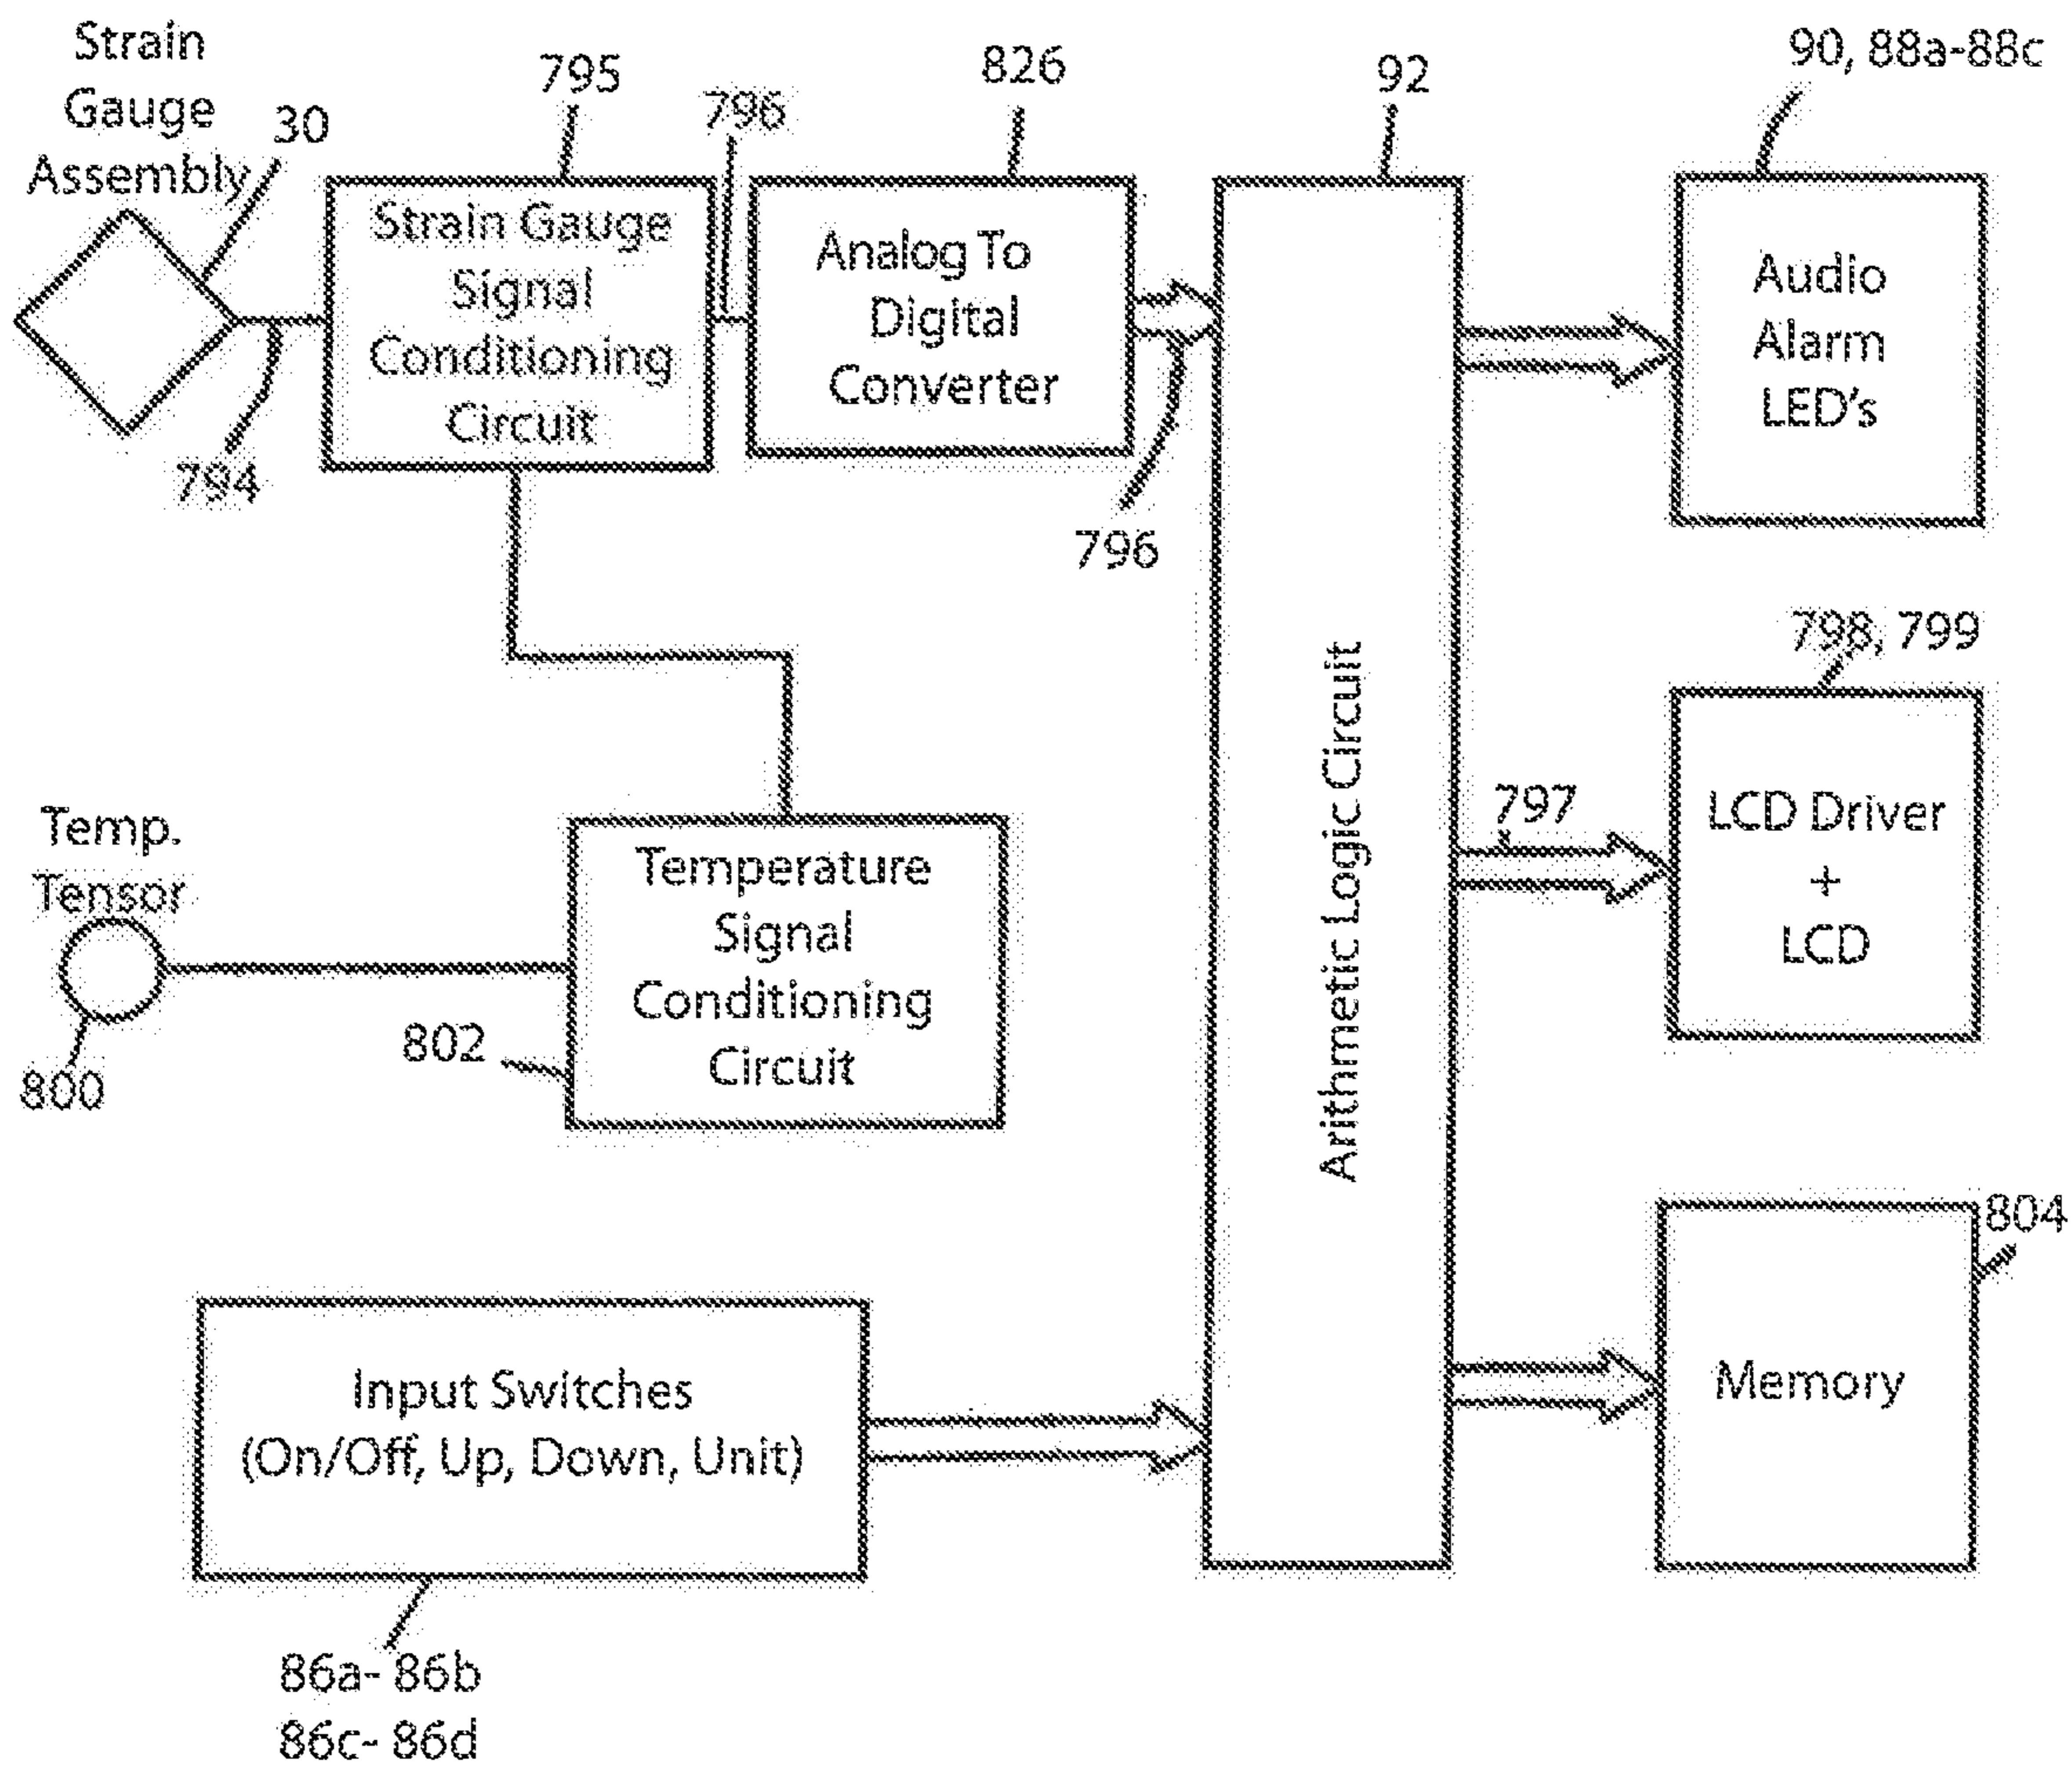 Strain
Gauge
Assembly
30
795
796
826
92
90, 88a-88c
Strain Gauge
Signal
Conditioning
Circuit
Analog To
Digital
Converter
Audio
Alarm
LED's
794
796
798, 799
Arithmetic Logic Circuit
797
LCD Driver
+
LCD
Temp.
Tensor
800
802
Temperature
Signal
Conditioning
Circuit
804
Memory
Input Switches
(On/Off, Up, Down, Unit)
86a- 86b
86c- 86d